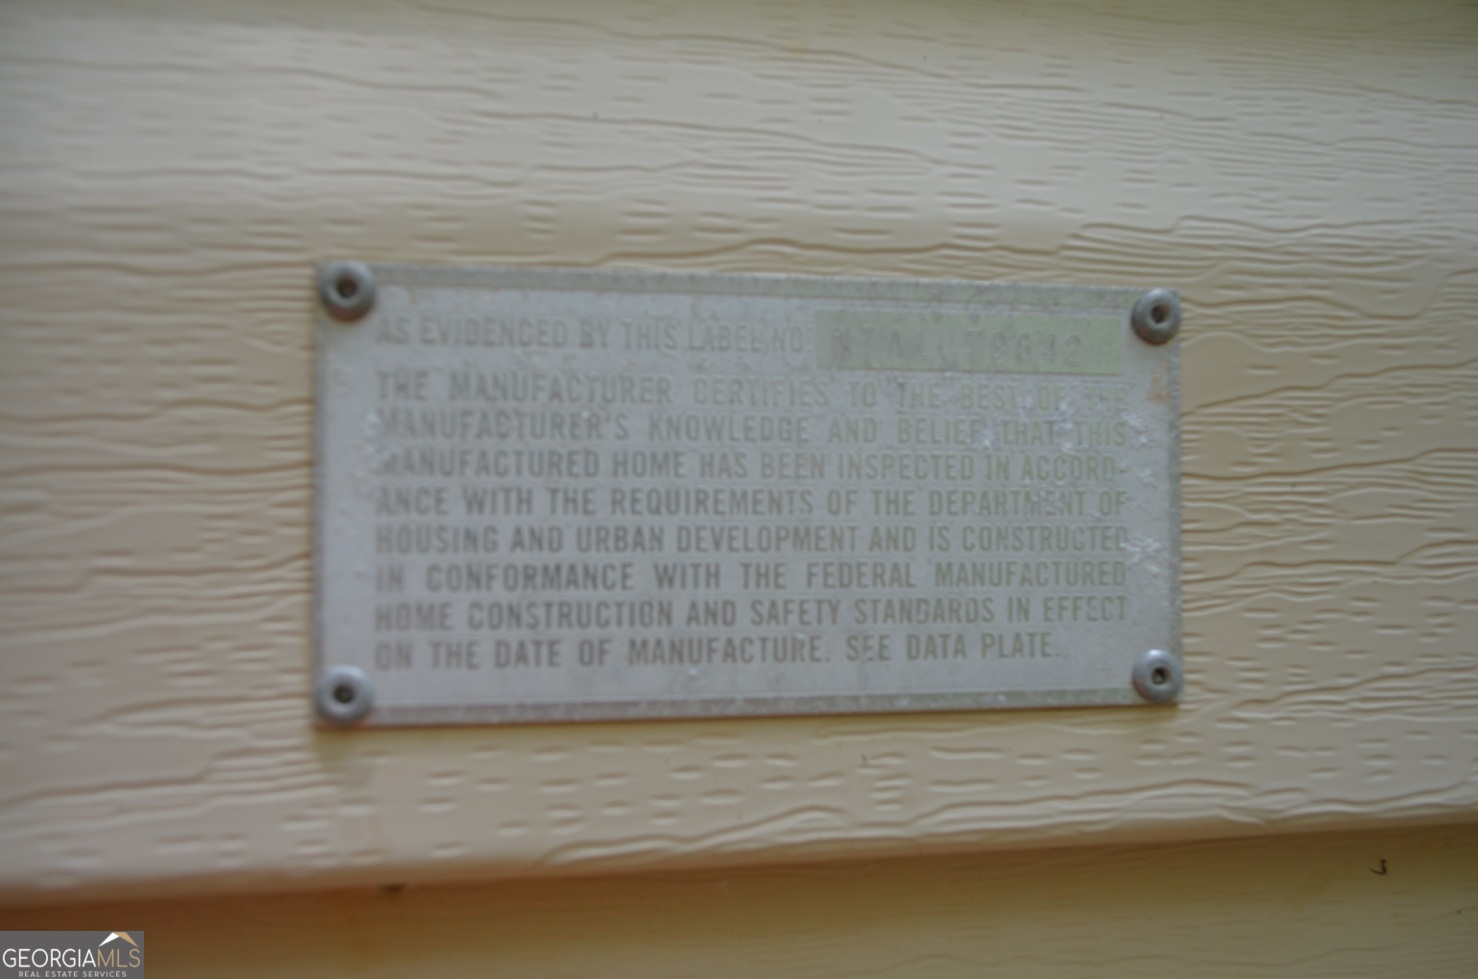 AS EVIDENCED BY THIS LABEL NO
THE MANUFACTURER CERTIFIES TO THE BEST OF THE
MANUFACTURER'S KNOWLEDGE AND BELIEF THAT THIS
MANUFACTURED HOME HAS BEEN INSPECTED IN ACCORD-
ANCE WITH THE REQUIREMENTS OF THE DEPARTMENT OF
HOUSING AND URBAN DEVELOPMENT AND IS CONSTRUCTED
IN CONFORMANCE WITH THE FEDERAL MANUFACTURED
HOME CONSTRUCTION AND SAFETY STANDARDS IN EFFECT
ON THE DATE OF MANUFACTURE. SEE DATA PLATE.
GEORGIAMLS
REAL ESTATE SERVICES